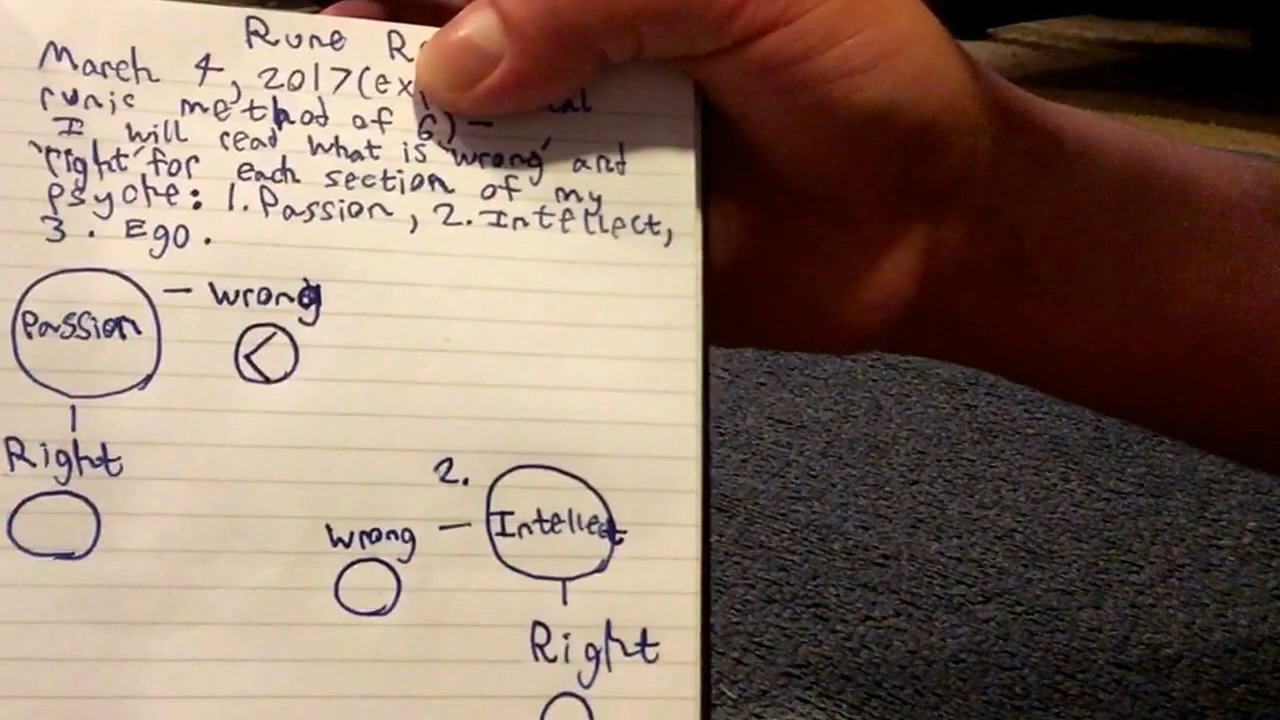 Rune
March 4, 2017 (ex
runic method of 6) -
I will read what is "wrong" and
"right" for each section of my
psyche: 1. Passion, 2. Intellect,
3. Ego.
Passion - wrong
<
Right
2.
Intellect
wrong -
Right